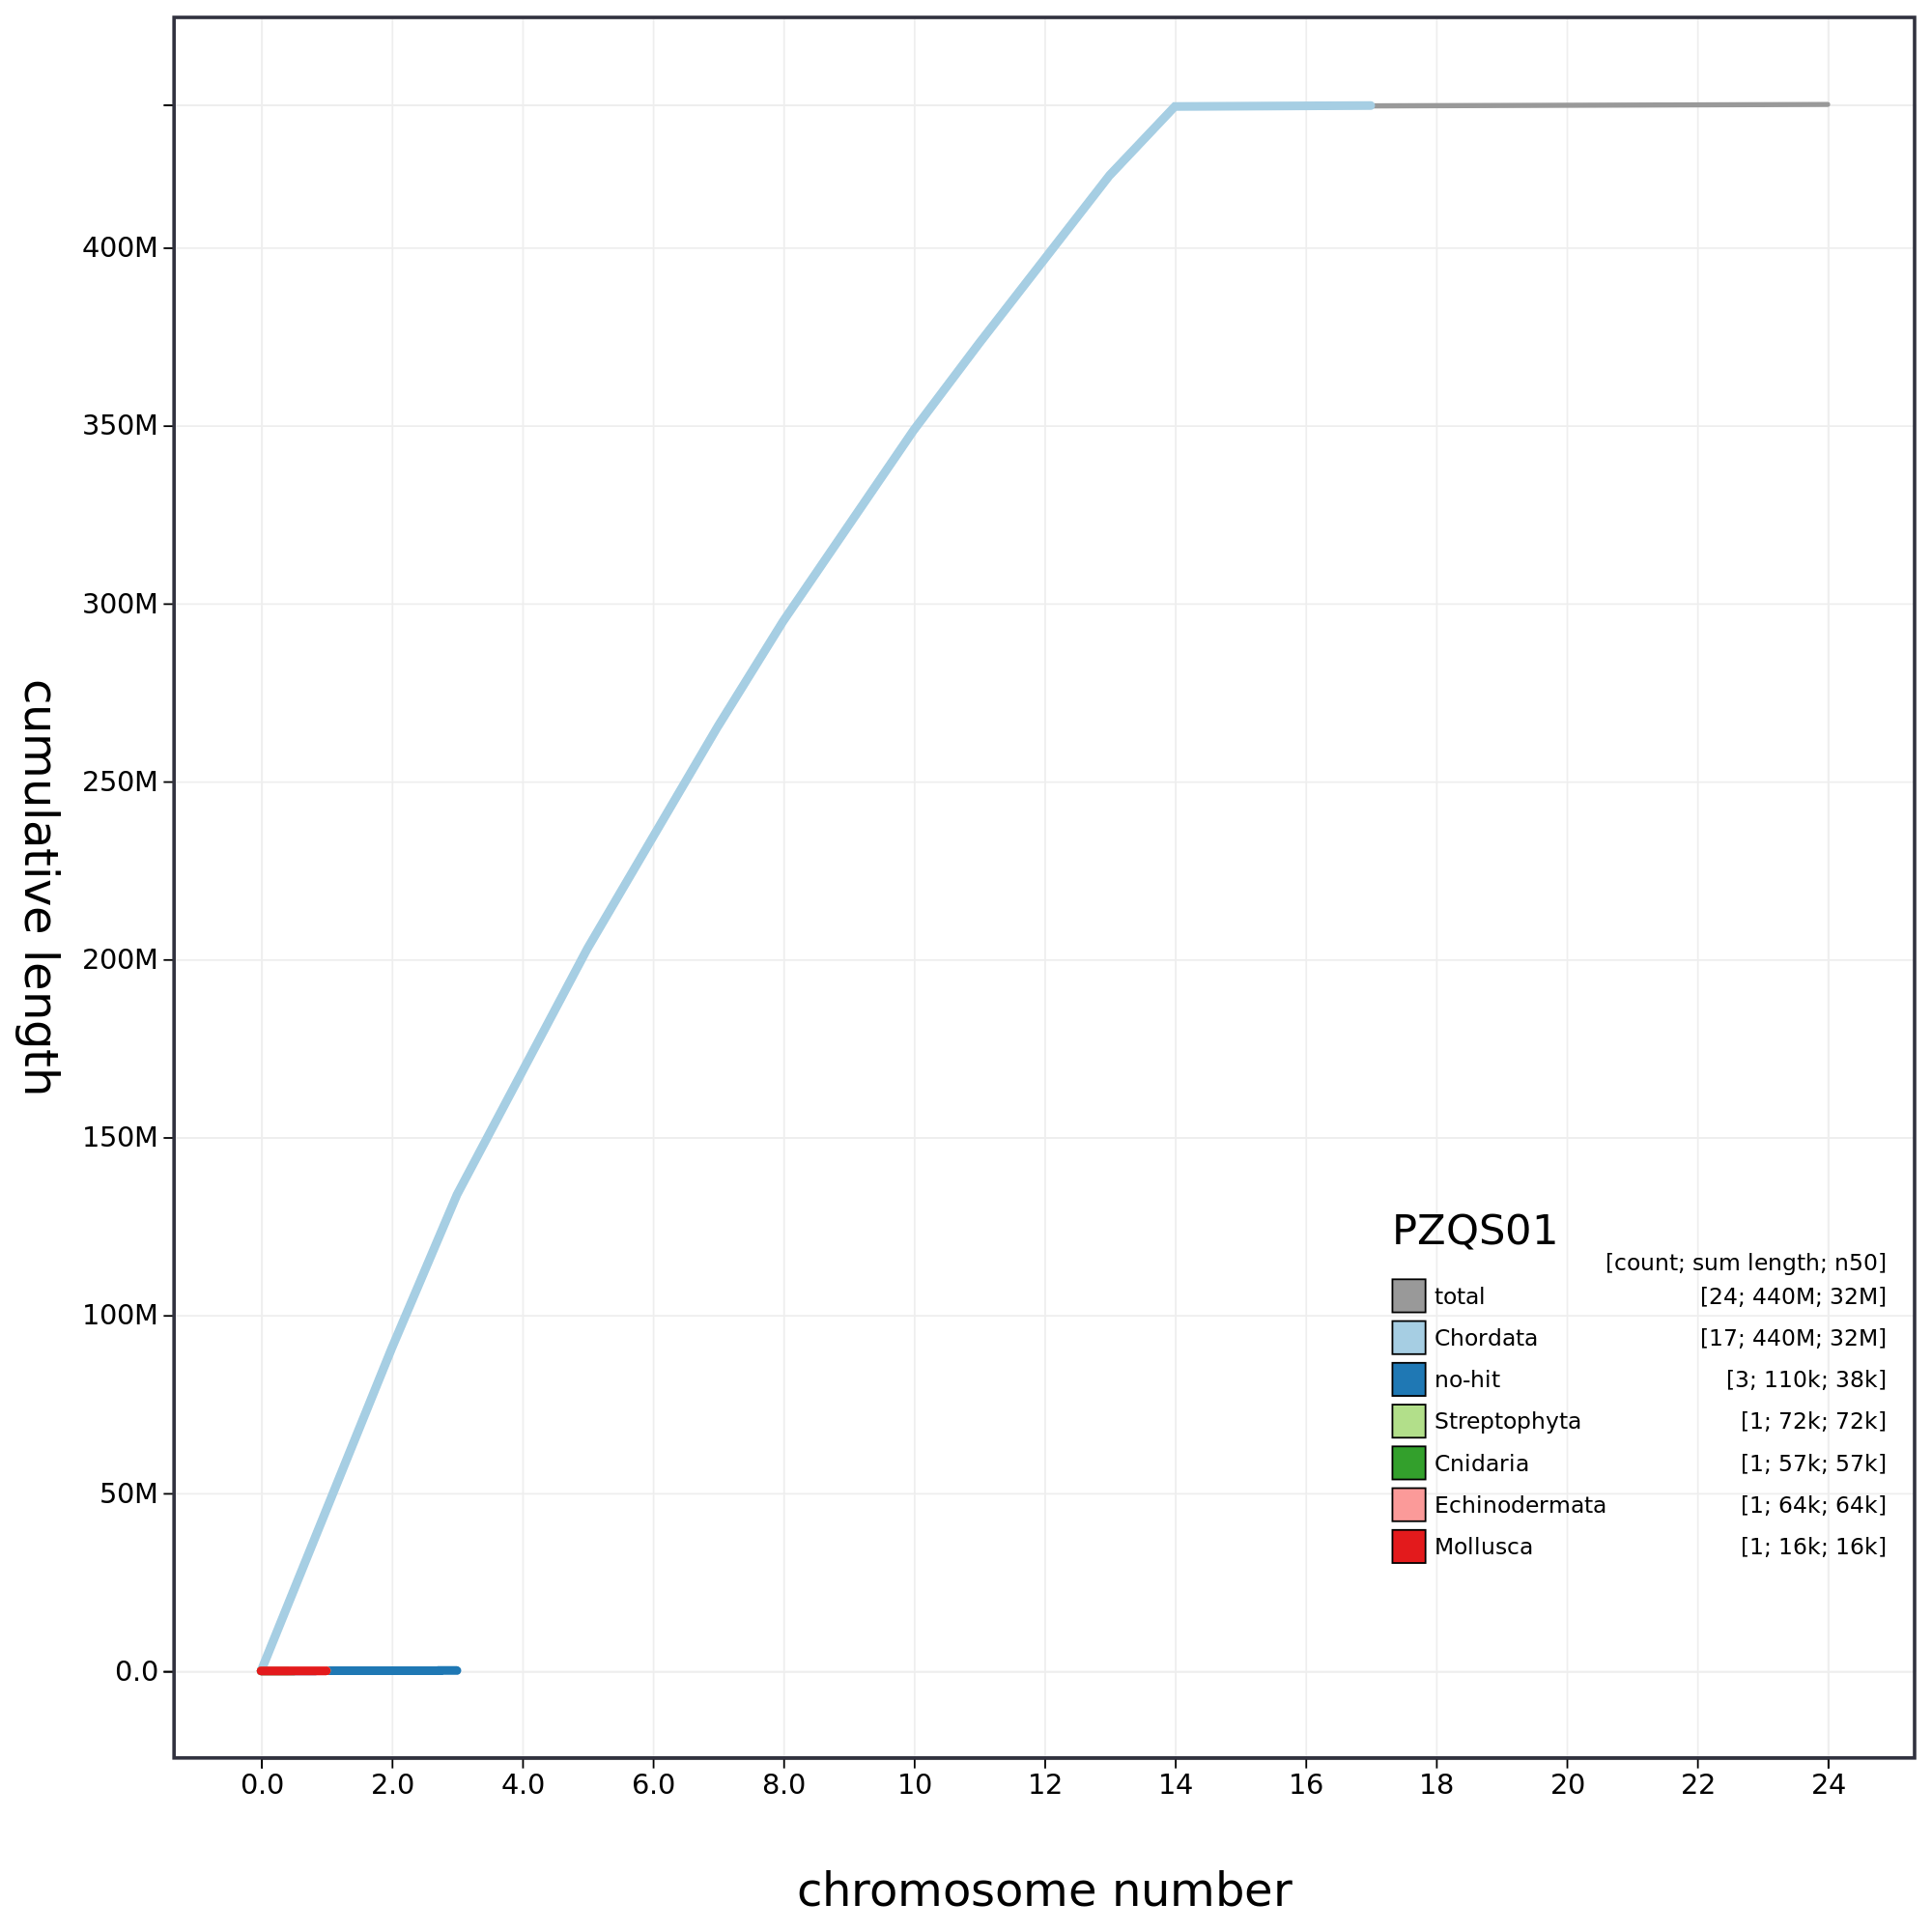 400M
350M
300M
250M
200M
150M
100M
50M
0.0
cumulative length
0.0 2.0 4.0 6.0 8.0 10 12 14 16 18 20 22 24
chromosome number
PZQS01
[count; sum length; n50]
total [24; 440M; 32M]
Chordata [17; 440M; 32M]
no-hit [3; 110k; 38k]
Streptophyta [1; 72k; 72k]
Cnidaria [1; 57k; 57k]
Echinodermata [1; 64k; 64k]
Mollusca [1; 16k; 16k]